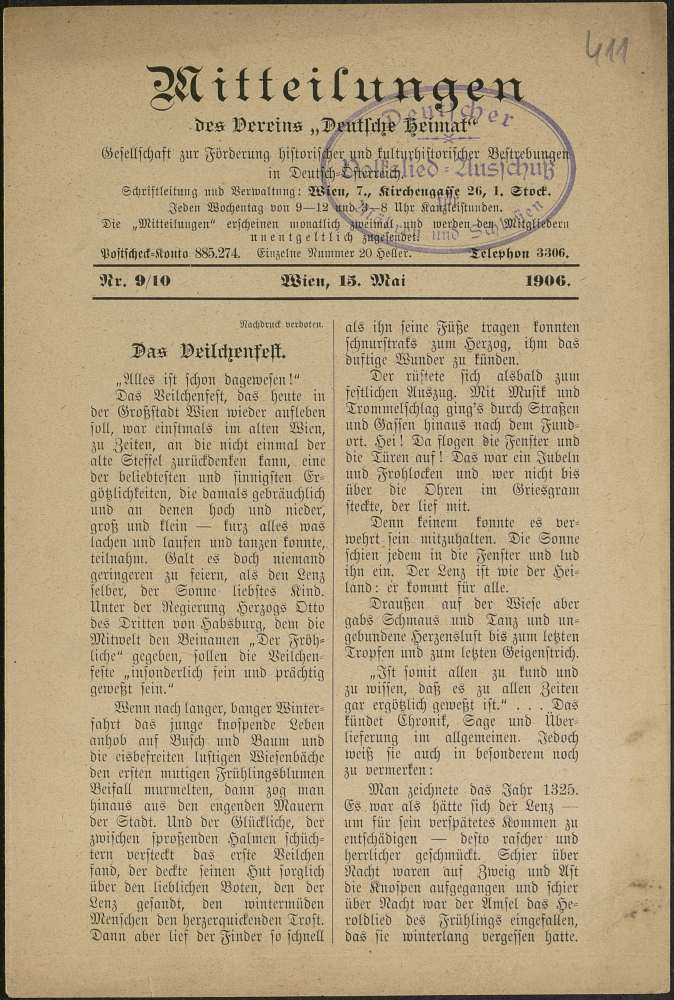 411
Mitteilungen
des Vereins „Deutsche Heimat“
Gesellschaft zur Förderung historischer und kulturhistorischer Bestrebungen
in Deutsch-Österreich.
Schriftleitung und Verwaltung: Wien, 7., Kirchengasse 26, 1. Stock.
Jeden Wochentag von 9—12 und 3—8 Uhr Kanzleistunden.
Die „Mitteilungen“ erscheinen monatlich zweimal und werden den Mitgliedern
unentgeltlich zugesendet.
Postscheck-Konto 885.274. Einzelne Nummer 20 Heller. Telephon 3306.
Deutscher
Volkslied-Ausschuß
für
und
Nr. 9/10 Wien, 15. Mai 1906.
Nachdruck verboten.
Das Veilchenfest.
„Alles ist schon dagewesen!“
Das Veilchenfest, das heute in
der Großstadt Wien wieder aufleben
soll, war einstmals im alten Wien,
zu Zeiten, an die nicht einmal der
alte Steffel zurückdenken kann, eine
der beliebtesten und sinnigsten Er-
götzlichkeiten, die damals gebräuchlich
und an denen hoch und nieder,
groß und klein — kurz alles was
lachen und laufen und tanzen konnte,
teilnahm. Galt es doch niemand
geringeren zu feiern, als den Lenz
selber, der Sonne liebstes Kind.
Unter der Regierung Herzogs Otto
des Dritten von Habsburg, dem die
Mitwelt den Beinamen „Der Fröh-
liche“ gegeben, sollen die Veilchen-
feste „insonderlich fein und prächtig
geweßt sein.“
Wenn nach langer, banger Winter-
fahrt das junge knospende Leben
anhob auf Busch und Baum und
die eisbefreiten lustigen Wiesenbäche
den ersten mutigen Frühlingsblumen
Beifall murmelten, dann zog man
hinaus aus den engenden Mauern
der Stadt. Und der Glückliche, der
zwischen sproßenden Halmen schüch-
tern versteckt das erste Veilchen
fand, der deckte seinen Hut sorglich
über den lieblichen Boten, den der
Lenz gesandt, den wintermüden
Menschen den herzerquickenden Trost.
Dann aber lief der Finder so schnell
als ihn seine Füße tragen konnten
schnurstraks zum Herzog, ihm das
duftige Wunder zu künden.
Der rüstete sich alsbald zum
festlichen Auszug. Mit Musik und
Trommelschlag ging's durch Straßen
und Gassen hinaus nach dem Fund-
ort. Hei! Da flogen die Fenster und
die Türen auf! Das war ein Jubeln
und Frohlocken und wer nicht bis
über die Ohren im Griesgram
steckte, der lief mit.
Denn keinem konnte es ver-
wehrt sein mitzuhalten. Die Sonne
schien jedem in die Fenster und lud
ihn ein. Der Lenz ist wie der Hei-
land: er kommt für alle.
Draußen auf der Wiese aber
gabs Schmaus und Tanz und un-
gebundene Herzenslust bis zum letzten
Tropfen und zum letzten Geigenstrich.
„Ist somit allen zu kund und
zu wissen, daß es zu allen Zeiten
gar ergötzlich geweßt ist.“ . . . Das
kündet Chronik, Sage und Über-
lieferung im allgemeinen. Jedoch
weiß sie auch in besonderem noch
zu vermerken:
Man zeichnete das Jahr 1325.
Es war als hätte sich der Lenz —
um für sein verspätetes Kommen zu
entschädigen — desto rascher und
herrlicher geschmückt. Schier über
Nacht waren auf Zweig und Ast
die Knospen aufgegangen und schier
über Nacht war der Amsel das He-
roldlied des Frühlings eingefallen,
das sie winterlang vergessen hatte.